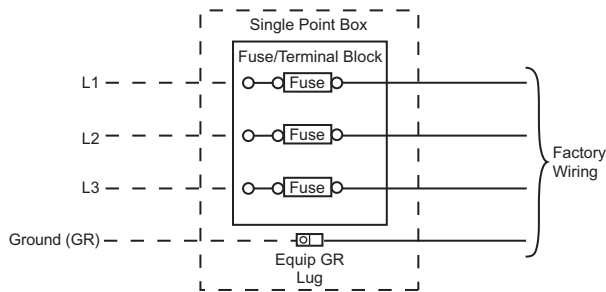 Single Point Box
Fuse/Terminal Block
L1
Fuse
L2
Fuse
L3
Fuse
Factory
Wiring
Ground (GR)
Equip GR
Lug